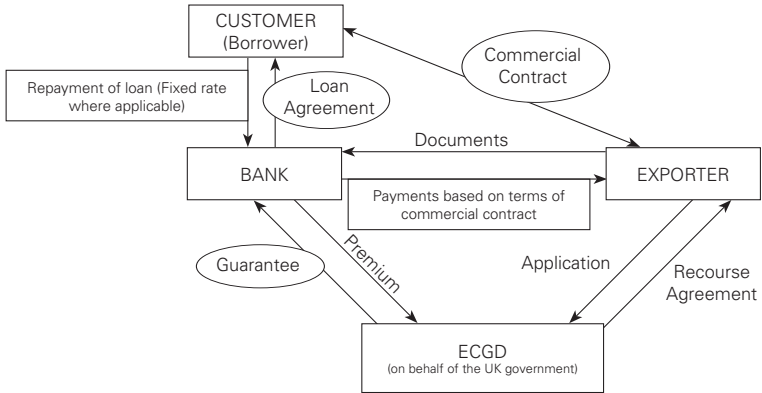 CUSTOMER
(Borrower)
Commercial
Contract
Repayment of loan (Fixed rate
where applicable)
Loan
Agreement
Documents
BANK
EXPORTER
Payments based on terms of
commercial contract
Guarantee
Premium
Application
Recourse
Agreement
ECGD
(on behalf of the UK government)